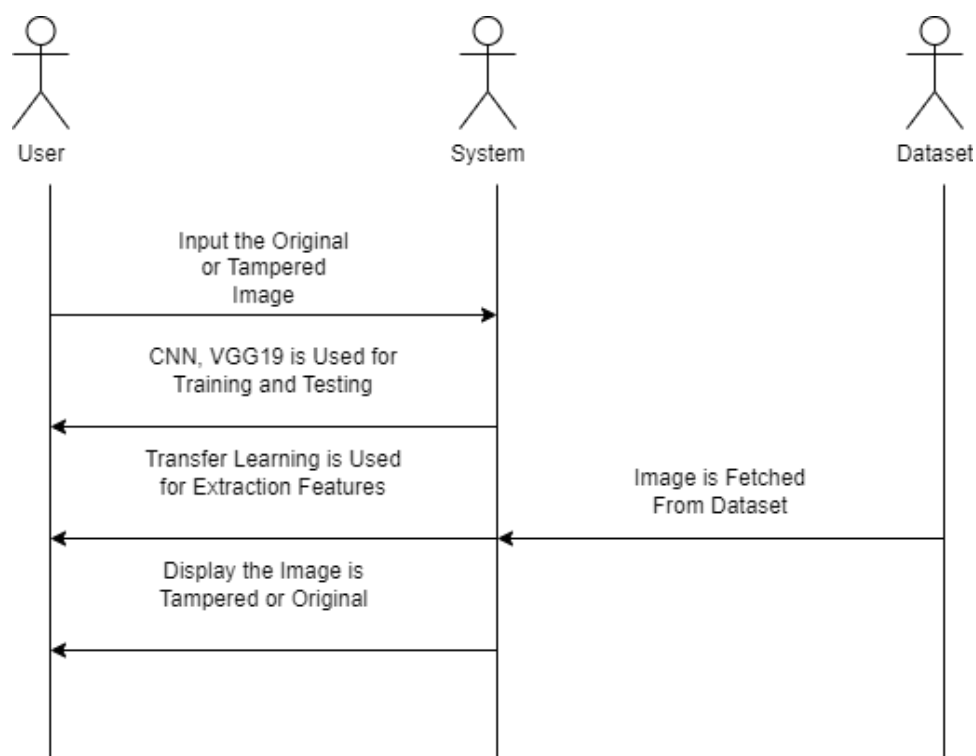 User
System
Dataset
Input the Original
or Tampered
Image
CNN, VGG19 is Used for
Training and Testing
Transfer Learning is Used
for Extraction Features
Image is Fetched
From Dataset
Display the Image is
Tampered or Original